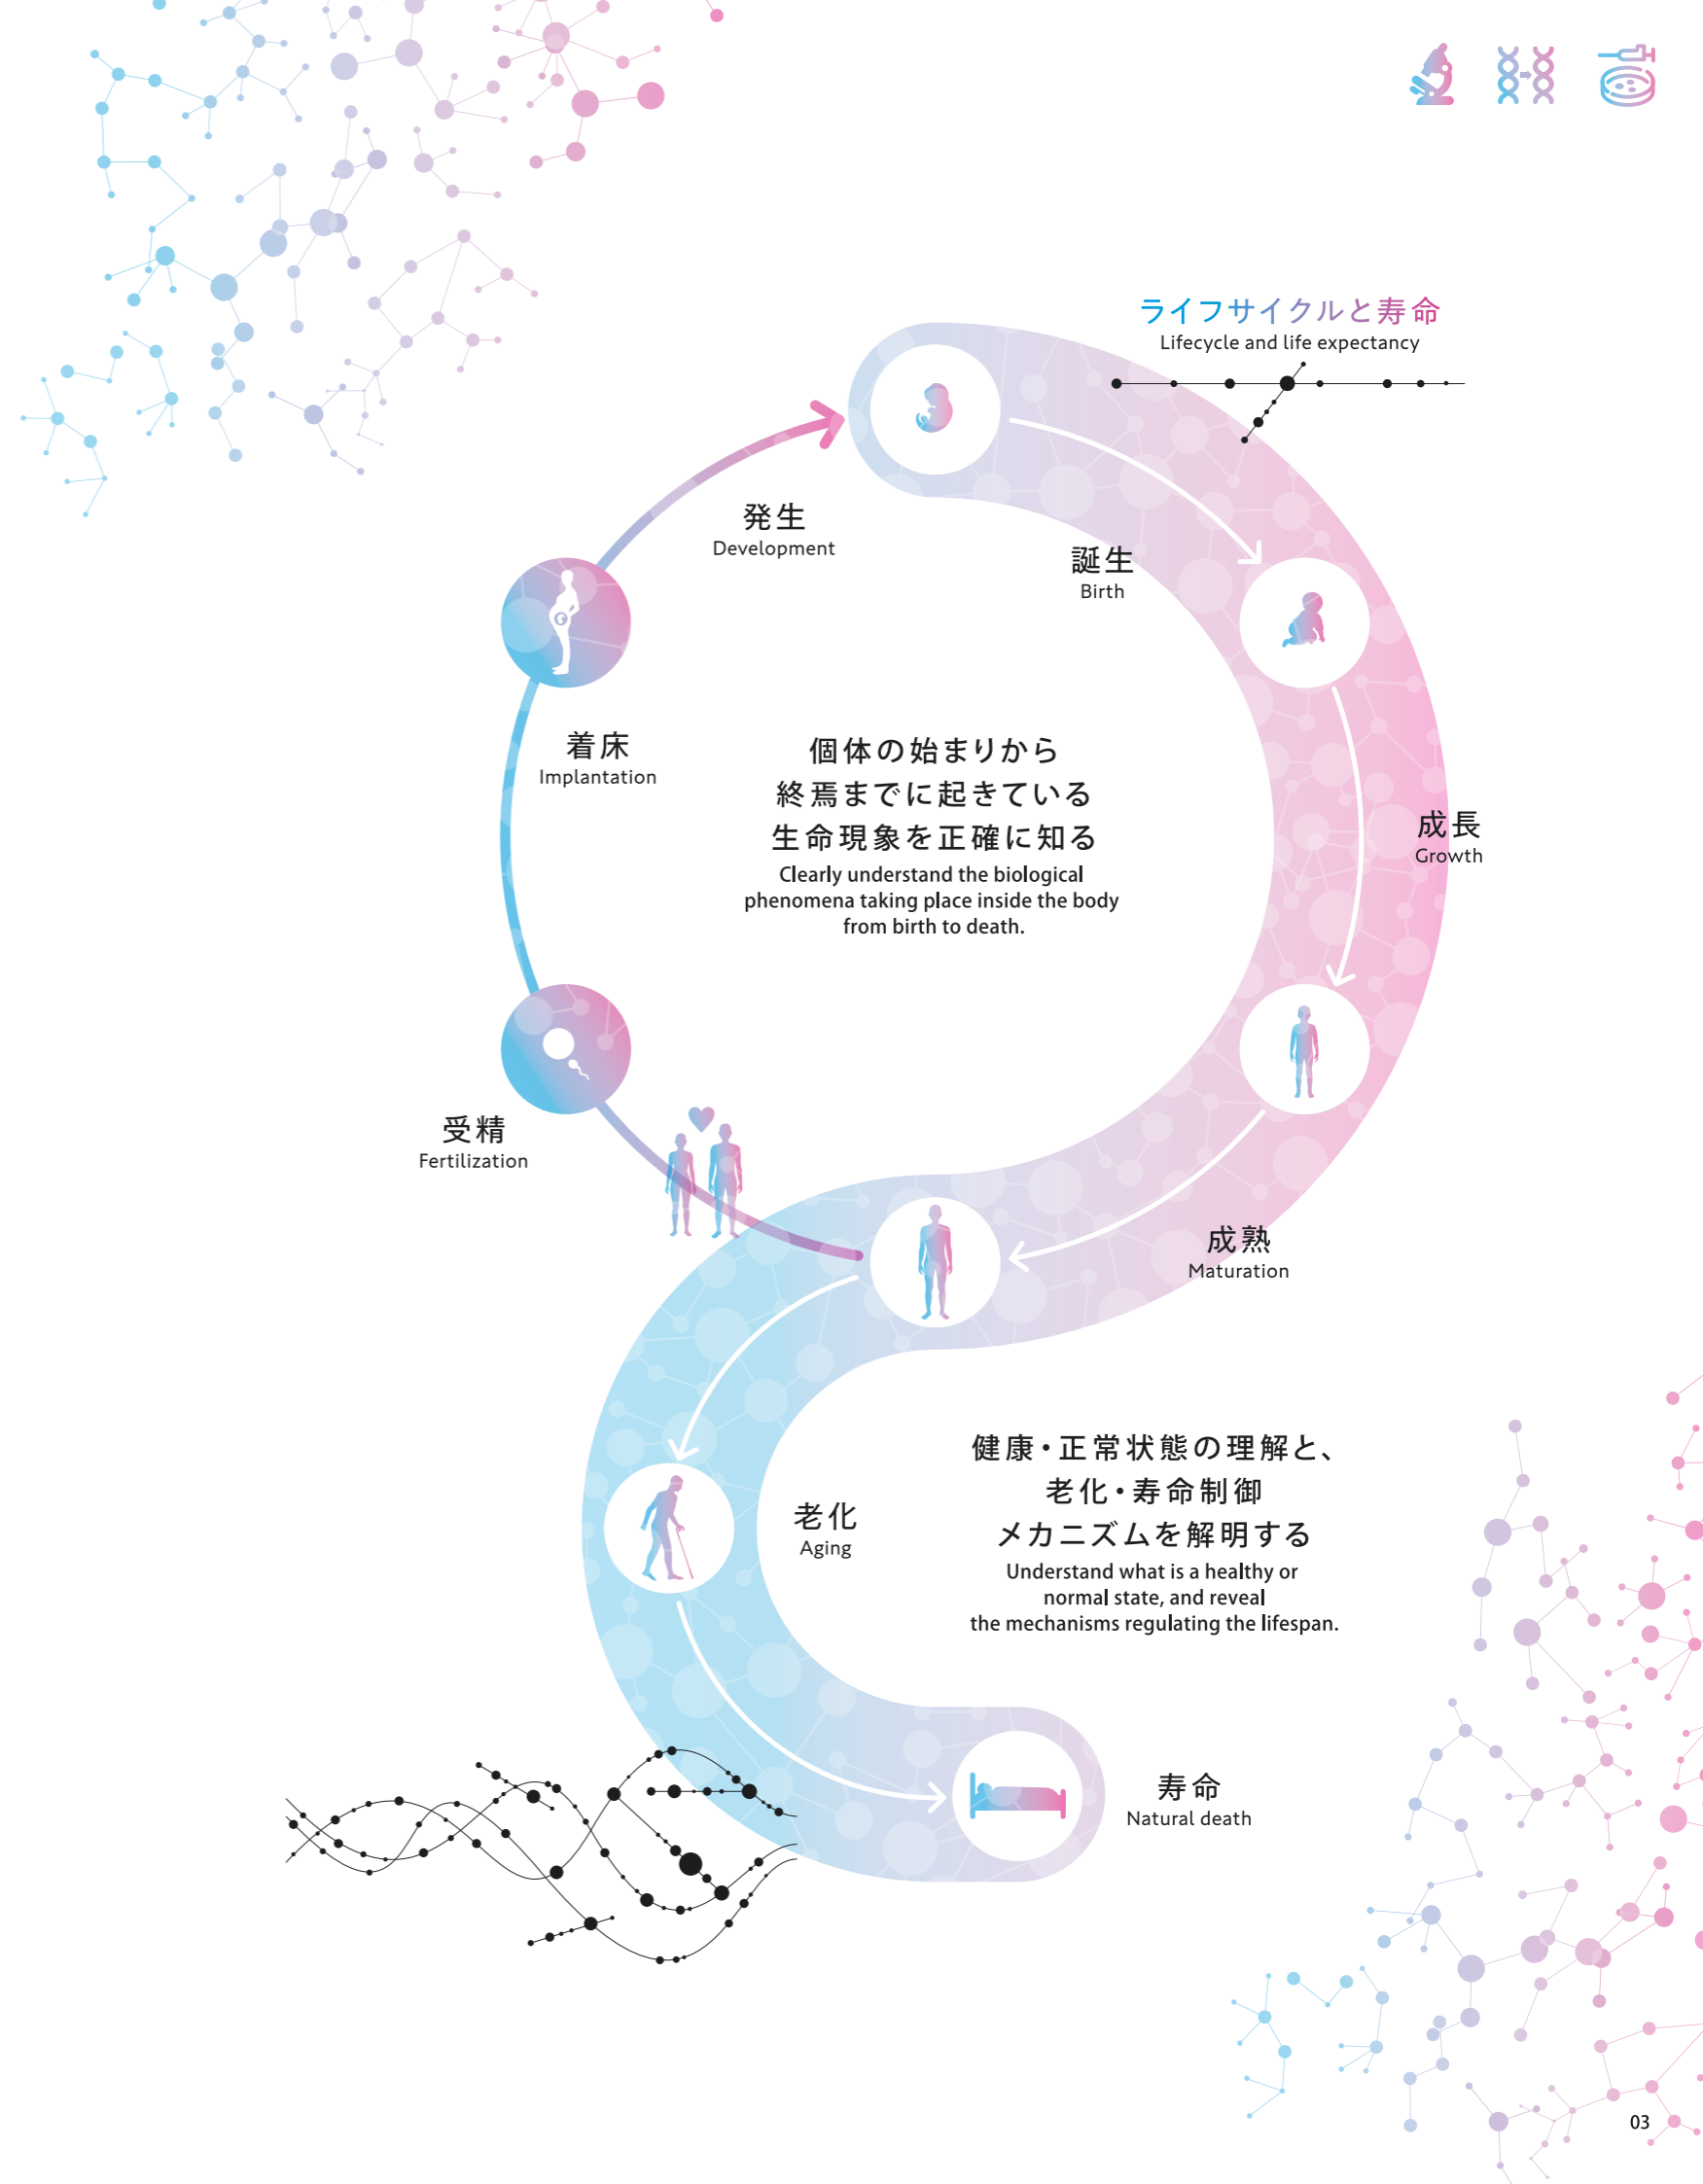 ライフサイクルと寿命
Lifecycle and life expectancy
発生
Development
誕生
Birth
着床
Implantation
個体の始まりから
終焉までに起きている
生命現象を正確に知る
Clearly understand the biological
phenomena taking place inside the body
from birth to death.
成長
Growth
受精
Fertilization
成熟
Maturation
健康・正常状態の理解と、
老化・寿命制御
メカニズムを解明する
Understand what is a healthy or
normal state, and reveal
the mechanisms regulating the lifespan.
老化
Aging
寿命
Natural death
03